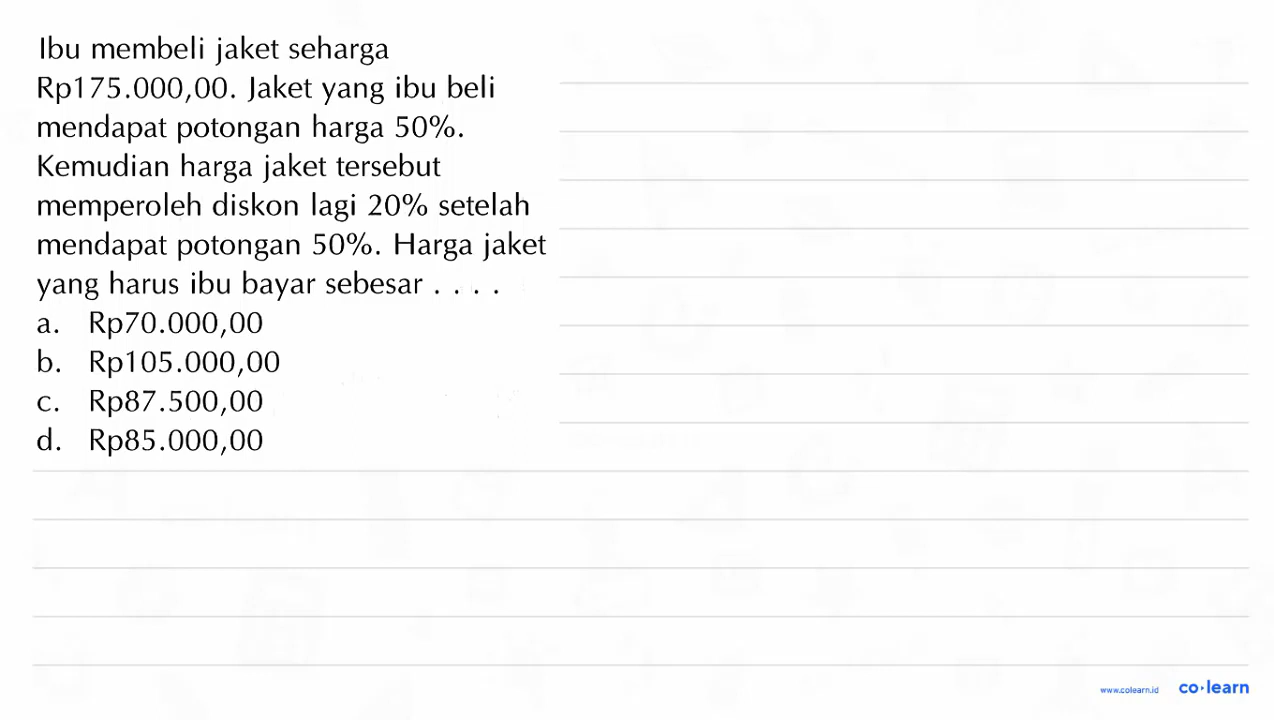 Ibu membeli jaket seharga
Rp175.000,00. Jaket yang ibu beli
mendapat potongan harga 50%.
Kemudian harga jaket tersebut
memperoleh diskon lagi 20% setelah
mendapat potongan 50%. Harga jaket
yang harus ibu bayar sebesar . . . .
a. Rp70.000,00
b. Rp105.000,00
c. Rp87.500,00
d. Rp85.000,00
www.colearn.id co·learn